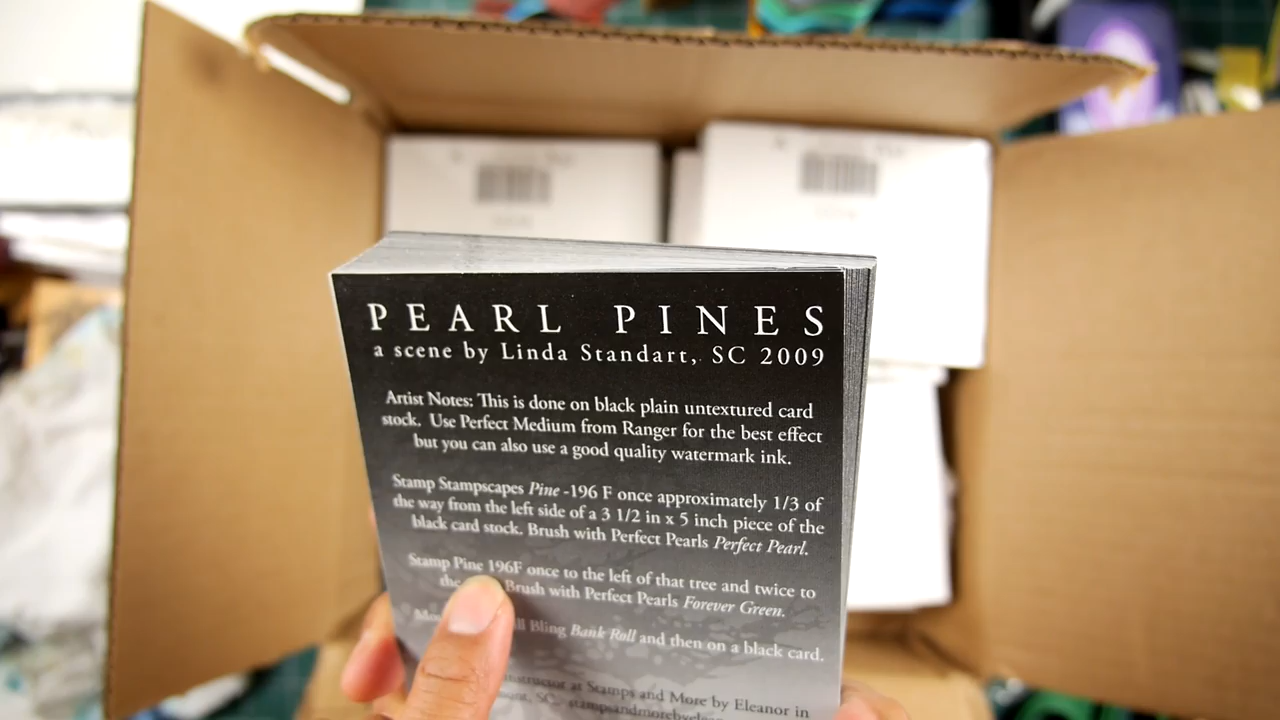 PEARL PINES
a scene by Linda Standart, SC 2009
Artist Notes: This is done on black plain untextured card
stock. Use Perfect Medium from Ranger for the best effect
but you can also use a good quality watermark ink.
Stamp Stampscapes Pine -196 F once approximately 1/3 of
the way from the left side of a 3 1/2 in x 5 inch piece of the
black card stock. Brush with Perfect Pearls Perfect Pearl.
Stamp Pine 196F once to the left of that tree and twice to
the Brush with Perfect Pearls Forever Green.
Bling Bank Roll and then on a black card.
instructor at Stamps and More by Eleanor in
SC